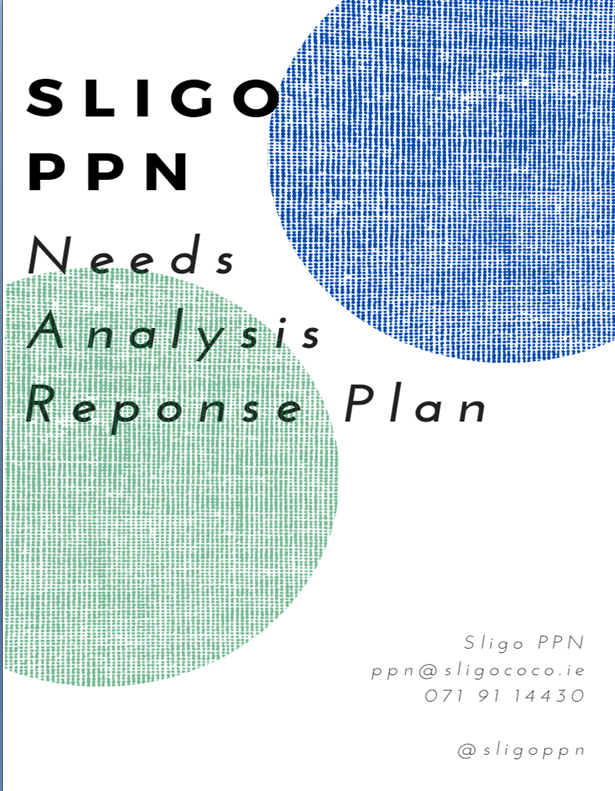 SLIGO
PPN
Needs
Analysis
Reponse Plan
Sligo PPN
ppn@sligococo.ie
071 91 14430
@sligoppn